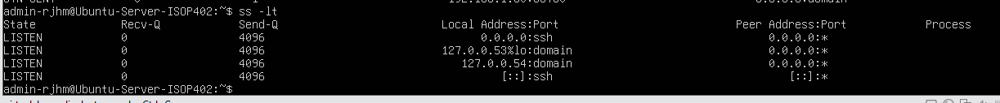 admin-rjhm@Ubuntu-Server-ISOP402:~$ ss -lt
State Recv-Q Send-Q Local Address:Port Peer Address:Port Process
LISTEN 0 4096 0.0.0.0:ssh 0.0.0.0:*
LISTEN 0 4096 127.0.0.53%lo:domain 0.0.0.0:*
LISTEN 0 4096 127.0.0.54:domain 0.0.0.0:*
LISTEN 0 4096 [::]:ssh [::]:*
admin-rjhm@Ubuntu-Server-ISOP402:~$